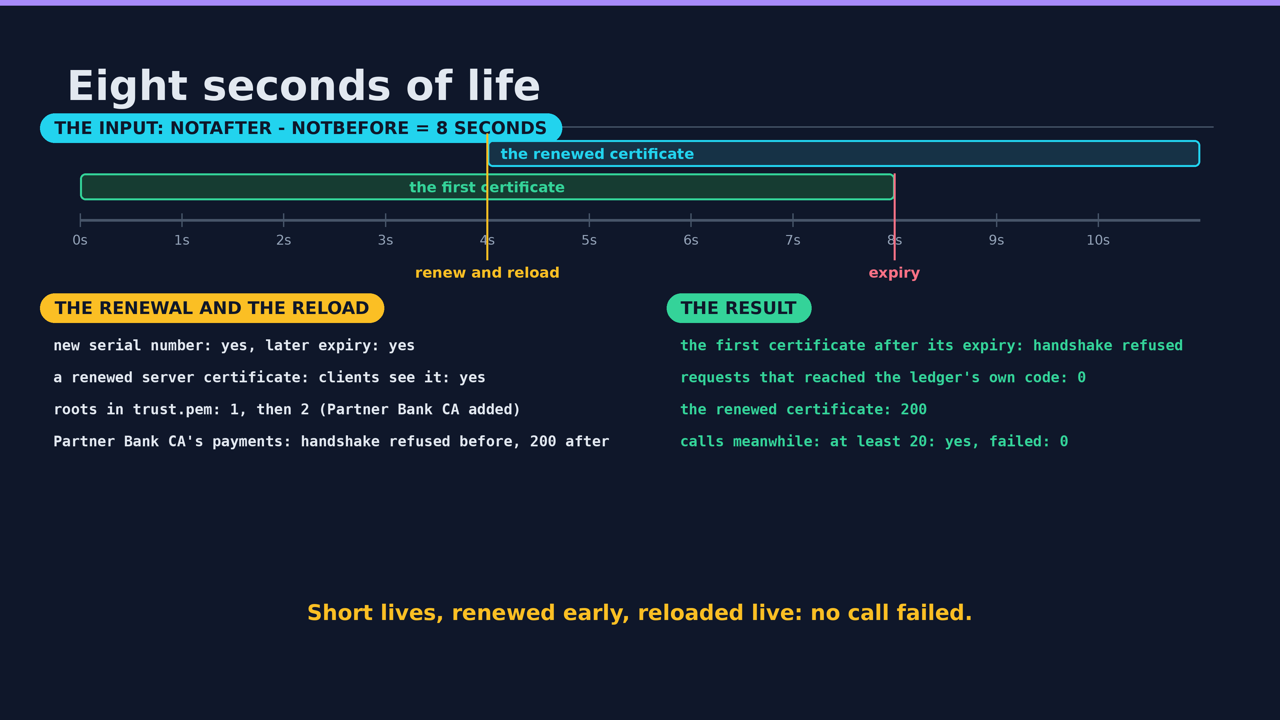 Eight seconds of life
THE INPUT: NOTAFTER - NOTBEFORE = 8 SECONDS
the renewed certificate
the first certificate
0s 1s 2s 3s 4s 5s 6s 7s 8s 9s 10s
renew and reload
expiry
THE RENEWAL AND THE RELOAD
new serial number: yes, later expiry: yes
a renewed server certificate: clients see it: yes
roots in trust.pem: 1, then 2 (Partner Bank CA added)
Partner Bank CA's payments: handshake refused before, 200 after
THE RESULT
the first certificate after its expiry: handshake refused
requests that reached the ledger's own code: 0
the renewed certificate: 200
calls meanwhile: at least 20: yes, failed: 0
Short lives, renewed early, reloaded live: no call failed.